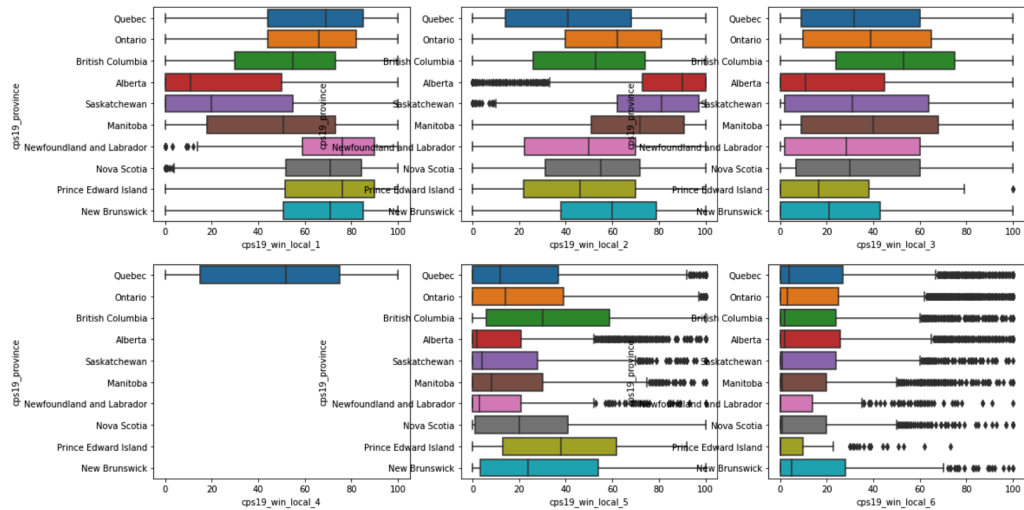 Quebec
Ontario
British Columbia
Alberta
Saskatchewan
Manitoba
Newfoundland and Labrador
Nova Scotia
Prince Edward Island
New Brunswick
cps19_province
0 20 40 60 80 100
cps19_win_local_1
Quebec
Ontario
British Columbia
Alberta
Saskatchewan
Manitoba
Newfoundland and Labrador
Nova Scotia
Prince Edward Island
New Brunswick
cps19_province
0 20 40 60 80 100
cps19_win_local_2
Quebec
Ontario
British Columbia
Alberta
Saskatchewan
Manitoba
Newfoundland and Labrador
Nova Scotia
Prince Edward Island
New Brunswick
cps19_province
0 20 40 60 80 100
cps19_win_local_3
Quebec
Ontario
British Columbia
Alberta
Saskatchewan
Manitoba
Newfoundland and Labrador
Nova Scotia
Prince Edward Island
New Brunswick
cps19_province
0 20 40 60 80 100
cps19_win_local_4
Quebec
Ontario
British Columbia
Alberta
Saskatchewan
Manitoba
Newfoundland and Labrador
Nova Scotia
Prince Edward Island
New Brunswick
cps19_province
0 20 40 60 80 100
cps19_win_local_5
Quebec
Ontario
British Columbia
Alberta
Saskatchewan
Manitoba
Newfoundland and Labrador
Nova Scotia
Prince Edward Island
New Brunswick
cps19_province
0 20 40 60 80 100
cps19_win_local_6